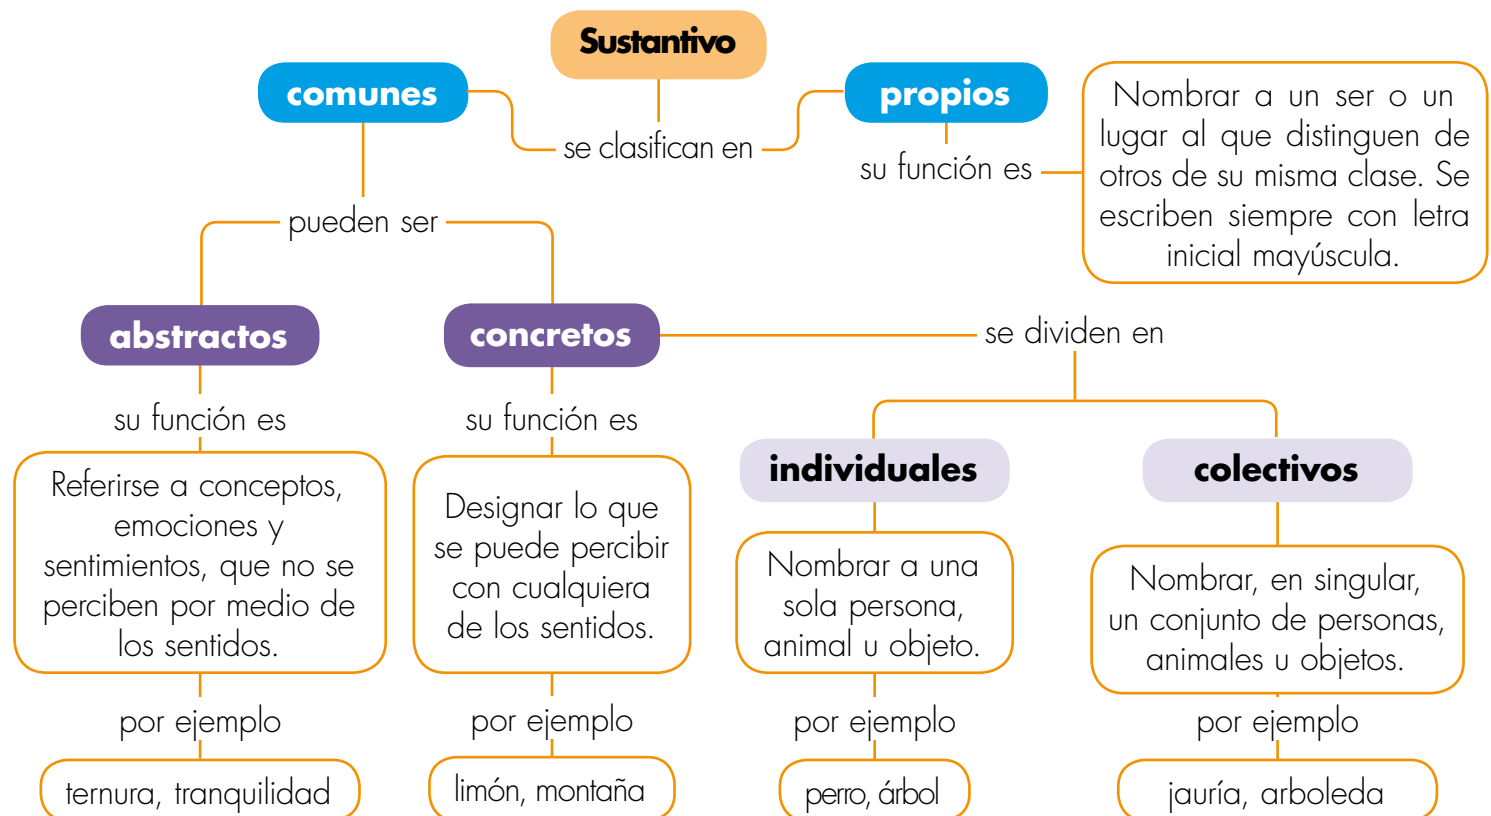 Sustantivo
comunes
propios
se clasifican en
su función es
Nombrar a un ser o un
lugar al que distinguen de
otros de su misma clase. Se
escriben siempre con letra
inicial mayúscula.
pueden ser
abstractos
concretos
se dividen en
su función es
su función es
individuales
colectivos
Referirse a conceptos,
emociones y
sentimientos, que no se
perciben por medio de
los sentidos.
Designar lo que
se puede percibir
con cualquiera
de los sentidos.
Nombrar a una
sola persona,
animal u objeto.
Nombrar, en singular,
un conjunto de personas,
animales u objetos.
por ejemplo
por ejemplo
por ejemplo
por ejemplo
ternura, tranquilidad
limón, montaña
perro, árbol
jauría, arboleda